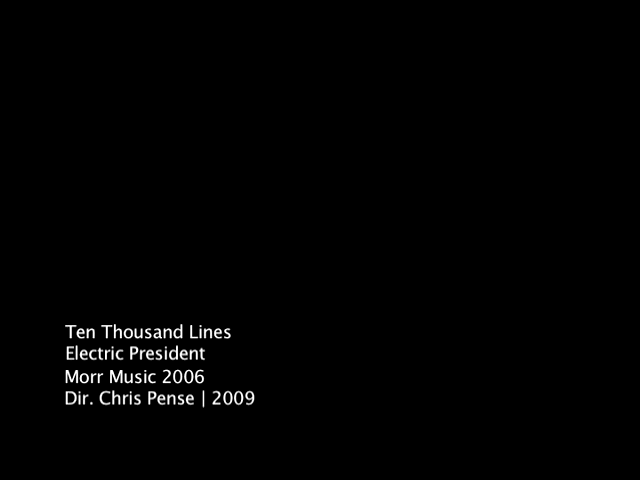 Ten Thousand Lines
Electric President
Morr Music 2006
Dir. Chris Pense | 2009